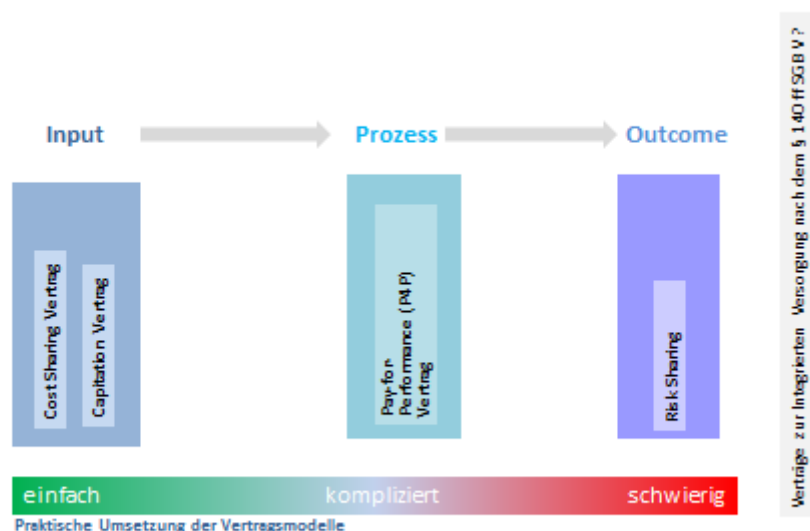 Input
Prozess
Outcome
Cost Sharing Vertrag
Capitation Vertrag
Pay-for
Performance (P4P)
Vertrag
Risk Sharing
Verträge zur Integrierten Versorgung nach dem § 140 ff SGB V ?
einfach
kompliziert
schwierig
Praktische Umsetzung der Vertragsmodelle